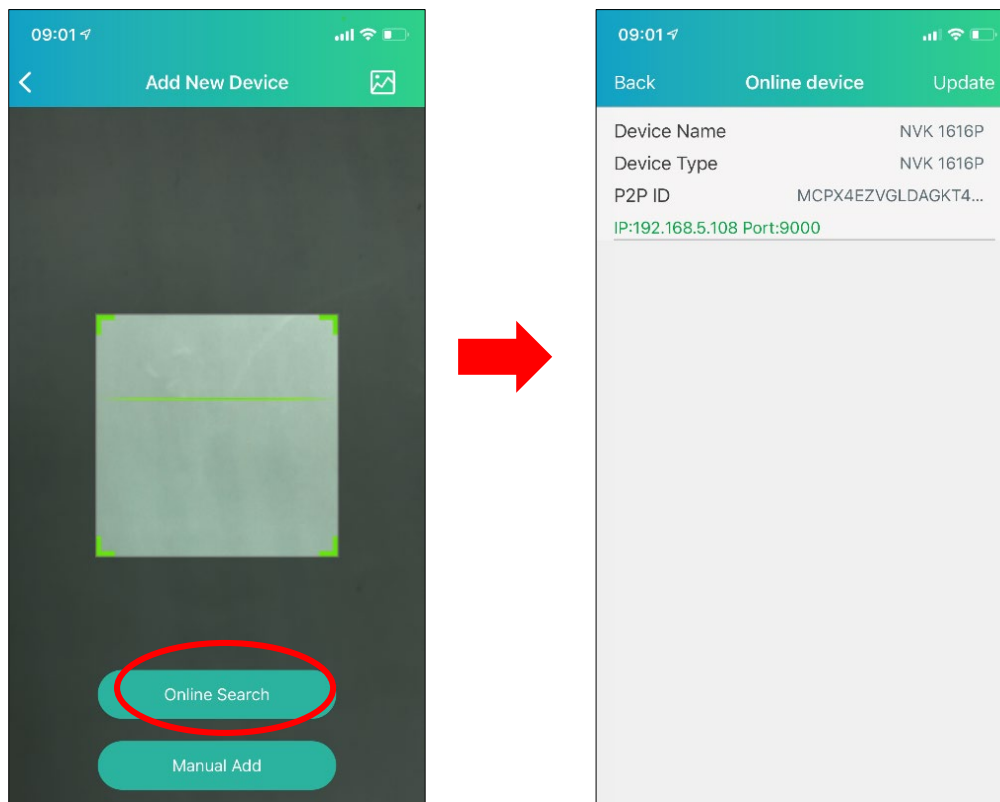 09:01
Add New Device
Online Search
Manual Add
09:01
Back Online device Update
Device Name NVK 1616P
Device Type NVK 1616P
P2P ID MCPX4EZVGLDAGKT4...
IP:192.168.5.108 Port:9000